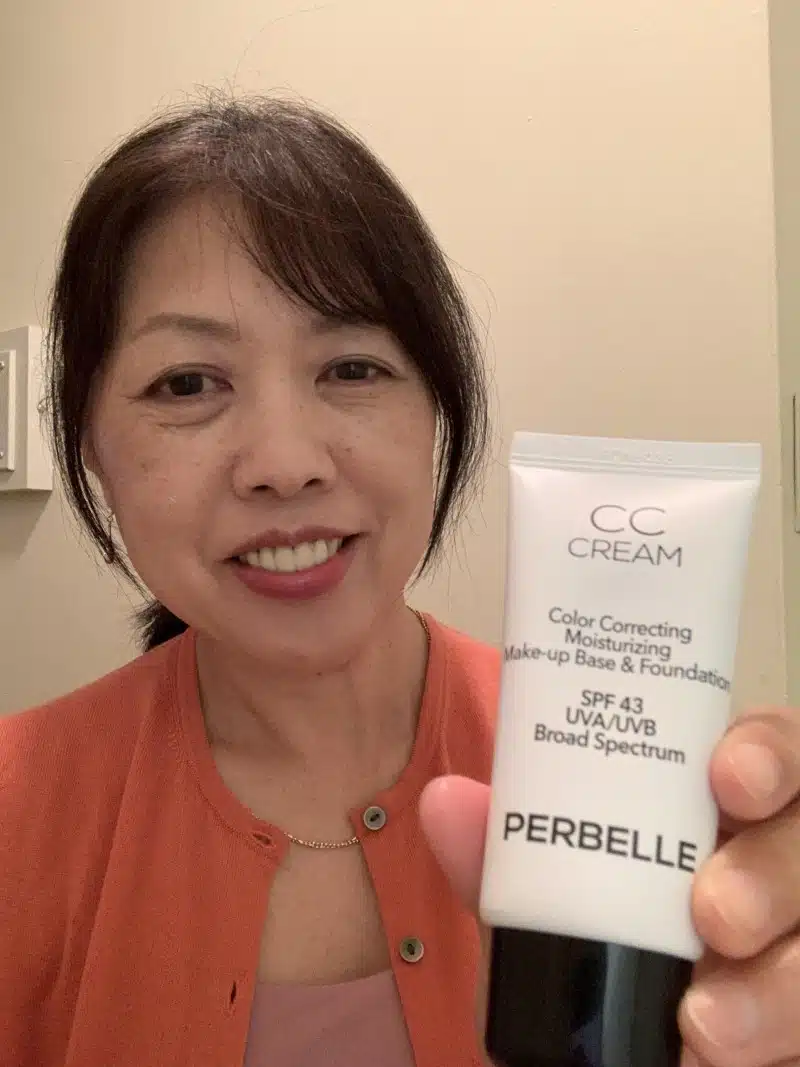 CC
CREAM
Color Correcting
Moisturizing
Make-up Base & Foundation
SPF 43
UVA/UVB
Broad Spectrum
PERBELLE